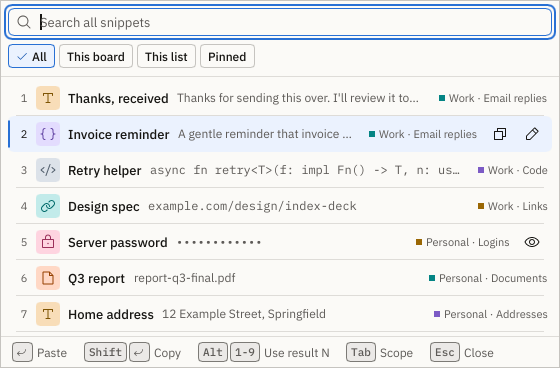 Search all snippets
All This board This list Pinned
1 T Thanks, received Thanks for sending this over. I'll review it to... Work · Email replies
2 { } Invoice reminder A gentle reminder that invoice ... Work · Email replies
3 </> Retry helper async fn retry<T>(f: impl Fn() -> T, n: us... Work · Code
4 Design spec example.com/design/index-deck Work · Links
5 Server password •••••••••••• Personal · Logins
6 Q3 report report-q3-final.pdf Personal · Documents
7 T Home address 12 Example Street, Springfield Personal · Addresses
↵ Paste Shift ↵ Copy Alt 1-9 Use result N Tab Scope Esc Close